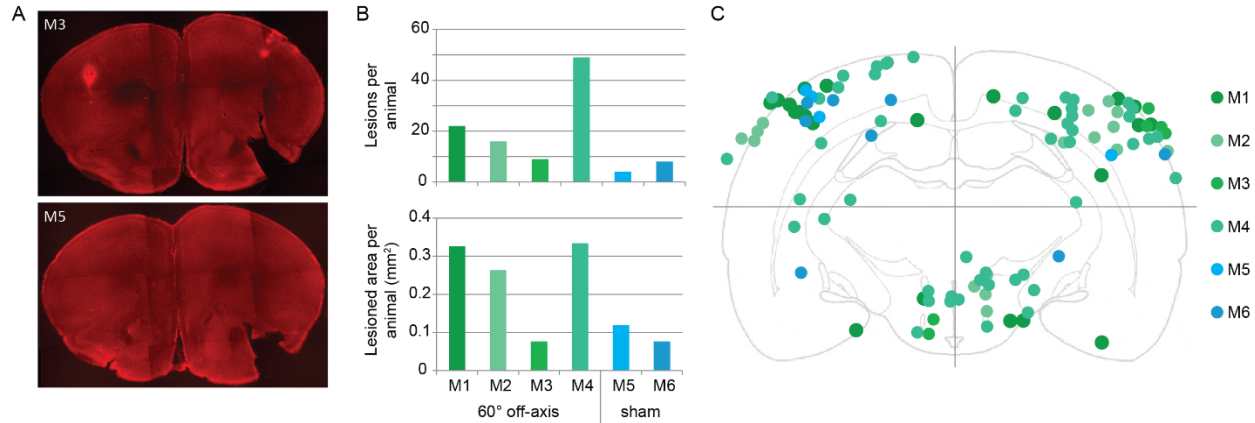 A
M3
M5
B
Lesions per
animal
60
40
20
0
Lesioned area per
animal (mm²)
0.4
0.3
0.2
0.1
0
M1 M2 M3 M4 M5 M6
60° off-axis sham
C
M1
M2
M3
M4
M5
M6